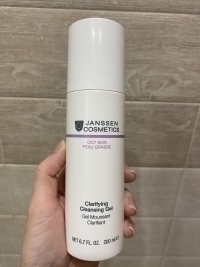 JANSSEN
COSMETICS
OILY SKIN
PEAU GRASSE
Clarifying
Cleansing Gel
Gel Moussant
Clarifiant
NET 6.7 FL. OZ. 200 ml ℮